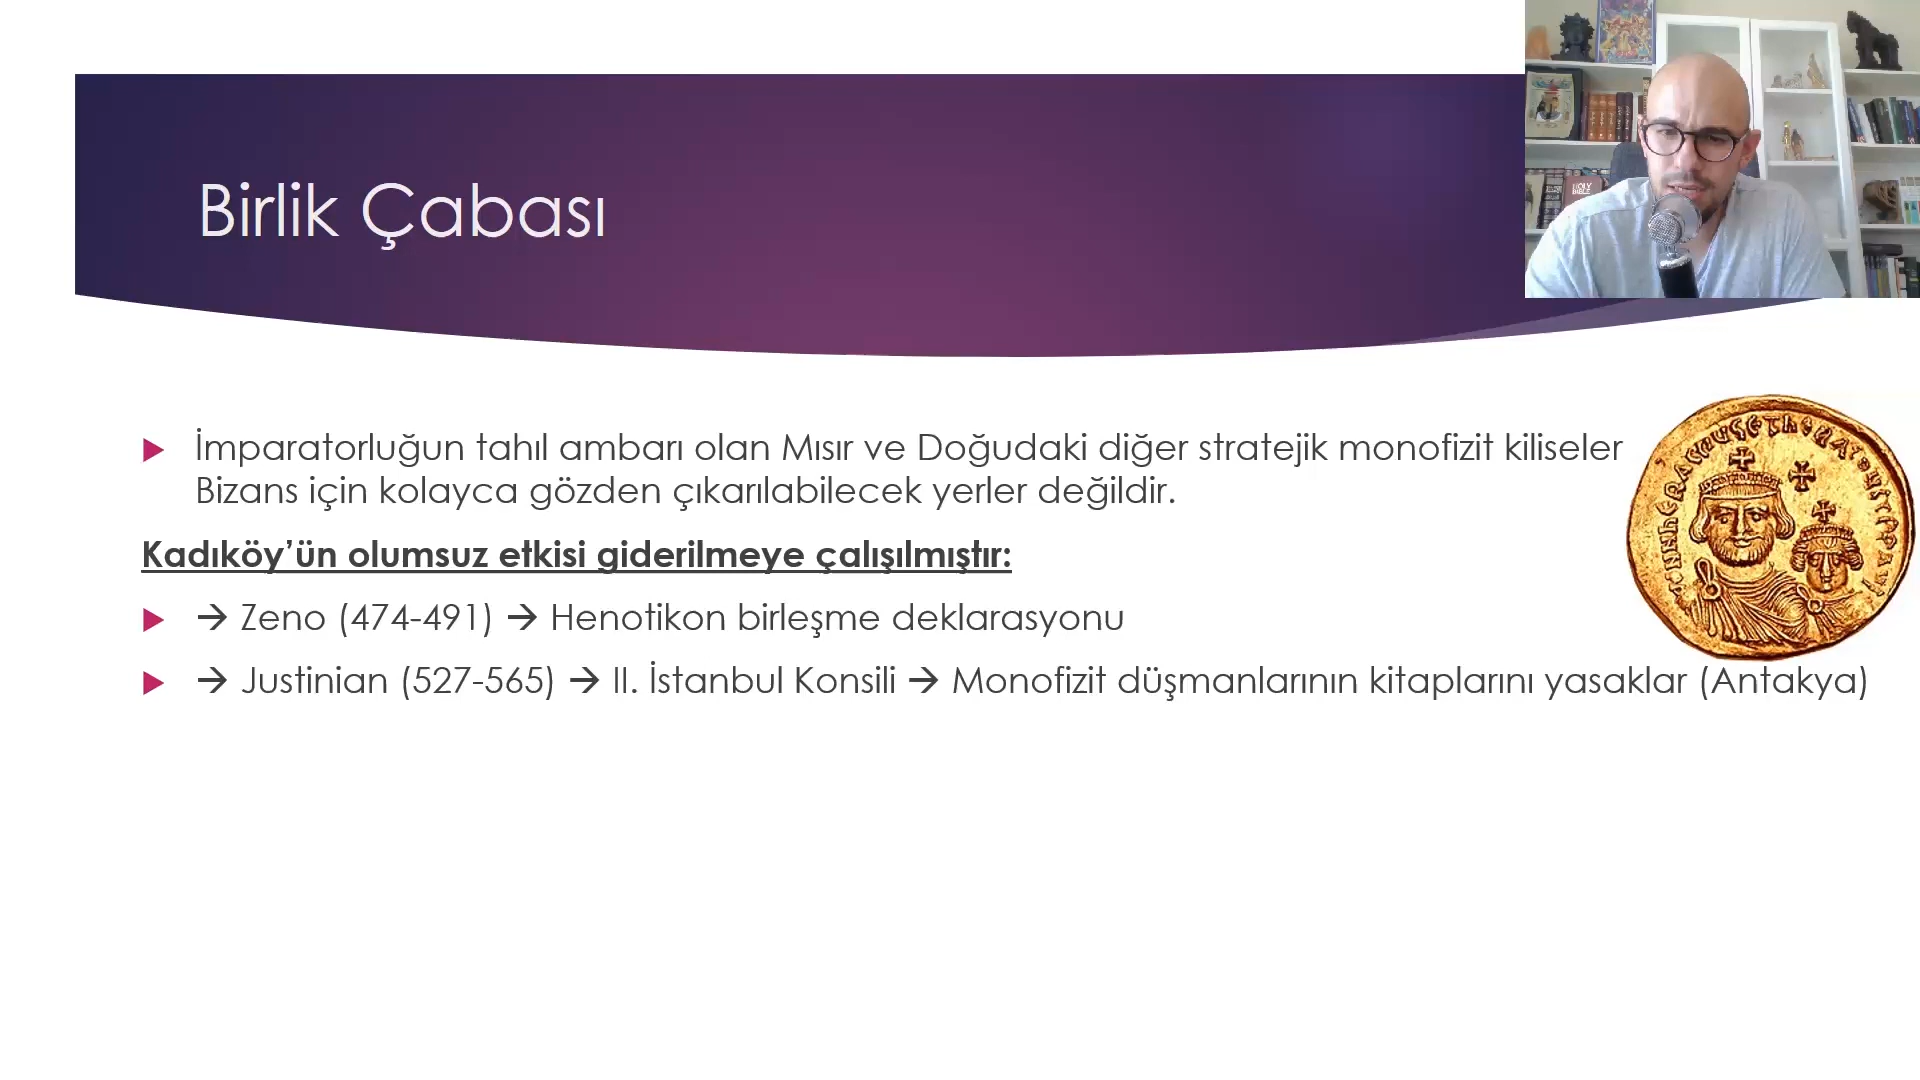 Birlik Çabası
HOLY
BIBLE
İmparatorluğun tahıl ambarı olan Mısır ve Doğudaki diğer stratejik monofizit kiliseler
Bizans için kolayca gözden çıkarılabilecek yerler değildir.
Kadıköy’ün olumsuz etkisi giderilmeye çalışılmıştır:
→ Zeno (474-491) → Henotikon birleşme deklarasyonu
→ Justinian (527-565) → II. İstanbul Konsili → Monofizit düşmanlarının kitaplarını yasaklar (Antakya)